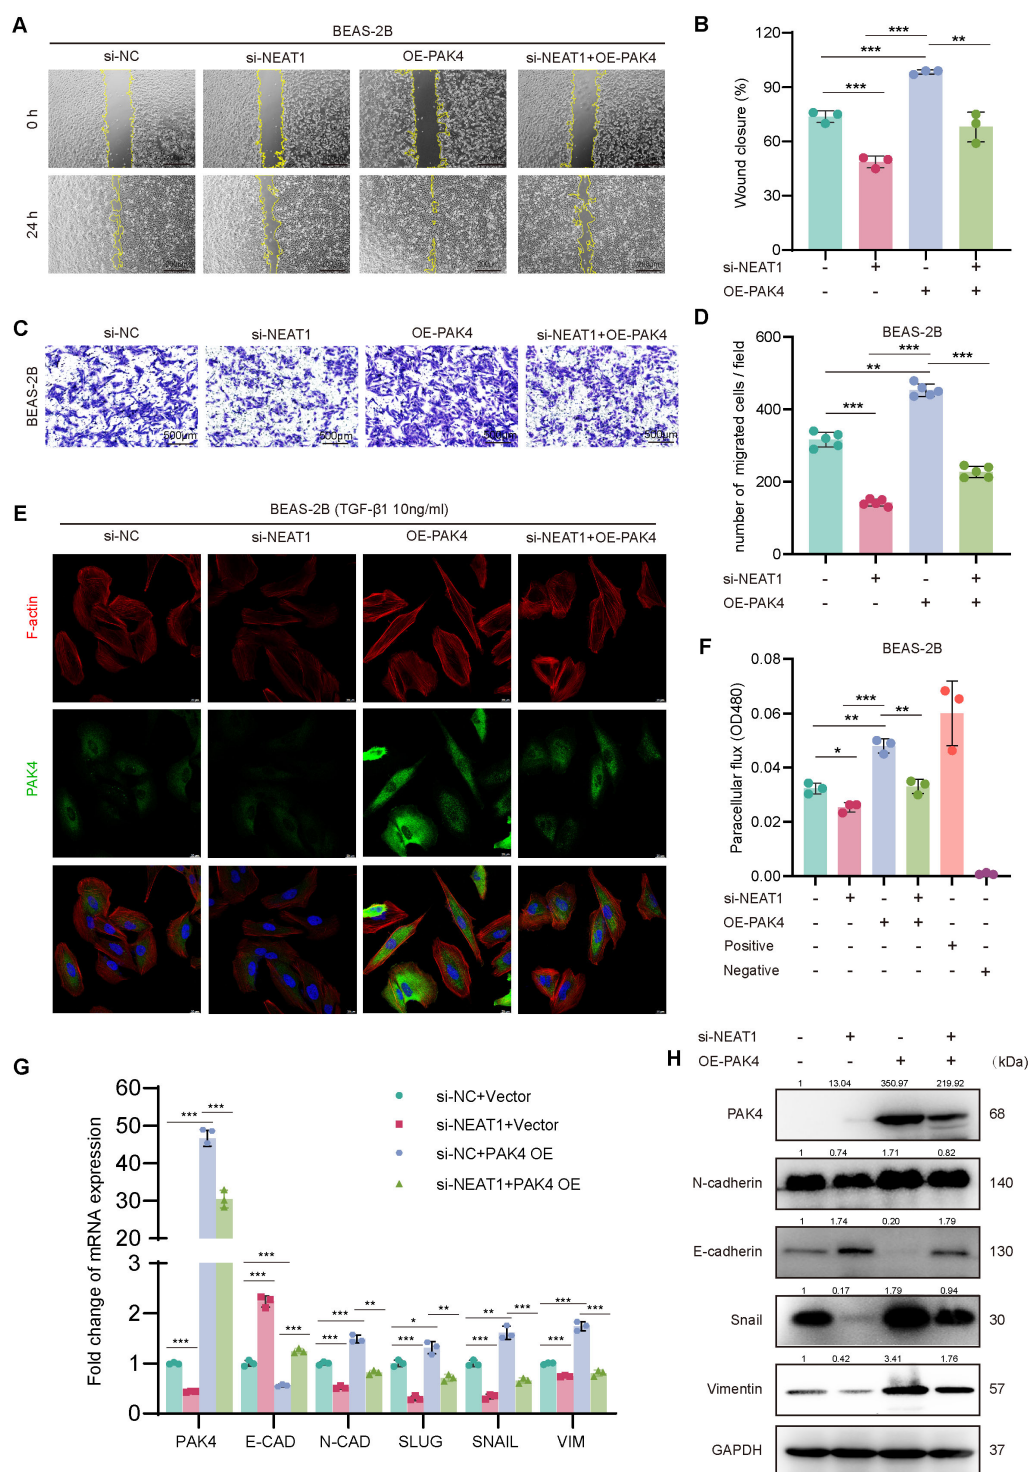 A
BEAS-2B
si-NC si-NEAT1 OE-PAK4 si-NEAT1+OE-PAK4
0 h
24 h
B
Wound closure (%)
120
90
60
30
0
*** *** *** **
si-NEAT1 - + - +
OE-PAK4 - - + +
C
si-NC si-NEAT1 OE-PAK4 si-NEAT1+OE-PAK4
BEAS-2B
500μm 500μm 500μm 500μm
D
BEAS-2B
number of migrated cells / field
600
400
200
0
*** ** *** ***
si-NEAT1 - + - +
OE-PAK4 - - + +
E
BEAS-2B (TGF-β1 10ng/ml)
si-NC si-NEAT1 OE-PAK4 si-NEAT1+OE-PAK4
F-actin
PAK4
F
BEAS-2B
Paracellular flux (OD480)
0.08
0.06
0.04
0.02
0.00
* ** *** **
si-NEAT1 - + - + - -
OE-PAK4 - - + + - -
Positive - - - - + -
Negative - - - - - +
G
Fold change of mRNA expression
60
50
40
30
20
3
2
1
0
*** *** ***
*** *** ***
*** *** **
*** * **
*** ** ***
*** *** ***
si-NC+Vector
si-NEAT1+Vector
si-NC+PAK4 OE
si-NEAT1+PAK4 OE
PAK4 E-CAD N-CAD SLUG SNAIL VIM
H
si-NEAT1 - + - +
OE-PAK4 - - + + (kDa)
1 13.04 350.97 219.92
PAK4 68
1 0.74 1.71 0.82
N-cadherin 140
1 1.74 0.20 1.79
E-cadherin 130
1 0.17 1.79 0.94
Snail 30
1 0.42 3.41 1.76
Vimentin 57
GAPDH 37